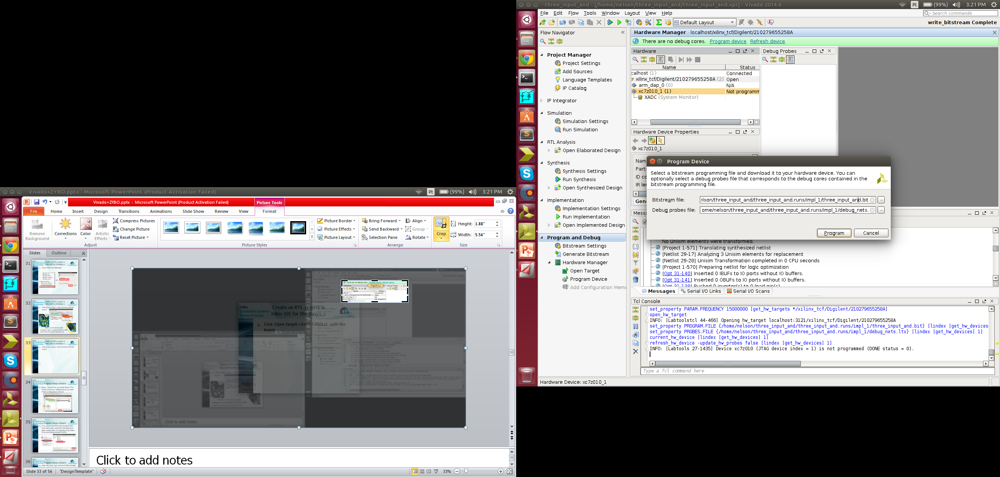 three_input_and - [/home/nelson/three_input_and/three_input_and.xpr] - Vivado 2014.4
Pt
(99%)
3:21 PM
File Edit Flow Tools Window Layout View Help
Search commands
Default Layout
write_bitstream Complete
Flow Navigator
Project Manager
Project Settings
Add Sources
Language Templates
IP Catalog
IP Integrator
Simulation
Simulation Settings
Run Simulation
RTL Analysis
Open Elaborated Design
Synthesis
Synthesis Settings
Run Synthesis
Open Synthesized Design
Implementation
Implementation Settings
Run Implementation
Open Implemented Design
Program and Debug
Bitstream Settings
Generate Bitstream
Hardware Manager
Open Target
Program Device
Add Configuration Memo
Hardware Manager - localhost/xilinx_tcf/Digilent/210279655258A
There are no debug cores. Program device Refresh device
Hardware
Name Status
calhost (1) Connected
xilinx_tcf/Digilent/210279655258A (2) Open
arm_dap_0 (0) N/A
xc7z010_1 (1) Not programm
XADC (System Monitor)
Debug Probes
Hardware Device Properties
xc7z010_1
Nam
Part:
ID co
IR len
Gene
Program Device
Select a bitstream programming file and download it to your hardware device. You can
optionally select a debug probes file that corresponds to the debug cores contained in the
bitstream programming file.
Bitstream file: elson/three_input_and/three_input_and.runs/impl_1/three_input_and.bit
Debug probes file: ome/nelson/three_input_and/three_input_and.runs/impl_1/debug_nets.
Program Cancel
Messa
No Unisim elements were transformed.
[Project 1-571] Translating synthesized netlist
[Netlist 29-17] Analyzing 3 Unisim elements for replacement
[Netlist 29-28] Unisim Transformation completed in 0 CPU seconds
[Project 1-570] Preparing netlist for logic optimization
[Opt 31-140] Inserted 0 IBUFs to IO ports without IO buffers.
[Opt 31-141] Inserted 0 OBUFs to IO ports without IO buffers.
[Opt 31-138] Pushed 0 inverter(s) to 0 load pin(s)
Messages Serial I/O Links Serial I/O Scans
Tcl Console
set_property PARAM.FREQUENCY 15000000 [get_hw_targets */xilinx_tcf/Digilent/210279655258A]
open_hw_target
INFO: [Labtoolstcl 44-466] Opening hw_target localhost:3121/xilinx_tcf/Digilent/210279655258A
set_property PROGRAM.FILE {/home/nelson/three_input_and/three_input_and.runs/impl_1/three_input_and.bit} [lindex [get_hw_devices
set_property PROBES.FILE {/home/nelson/three_input_and/three_input_and.runs/impl_1/debug_nets.ltx} [lindex [get_hw_devices] 1]
current_hw_device [lindex [get_hw_devices] 1]
refresh_hw_device -update_hw_probes false [lindex [get_hw_devices] 1]
INFO: [Labtools 27-1435] Device xc7z010 (JTAG device index = 1) is not programmed (DONE status = 0).
Type a Tcl command here
Hardware Device: xc7z010_1
Vivado+ZYBO.pptx - Microsoft PowerPoint (Product Activation Failed)
Pt
(99%)
3:21 PM
Vivado+ZYBO.pptx - Microsoft PowerPoint (Product Activation Failed)
Picture Tools
File Home Insert Design Transitions Animations Slide Show Review View Format
Remove Background
Corrections
Color
Artistic Effects
Compress Pictures
Change Picture
Reset Picture
Adjust
Picture Styles
Picture Border
Picture Effects
Picture Layout
Bring Forward
Send Backward
Selection Pane
Align
Group
Rotate
Arrange
Crop
Height: 1.88"
Width: 5.56"
Size
Slides Outline
31
32
33
34
35
36
ESRG
Embedded Systems
Research Group
Create an RTL project in
Xilinx ISE for the Basys-2
4. Click Open target->Auto-Connect with the
board
Click to add notes
Click to add notes
Slide 33 of 56 "DesignTemplate" 33%